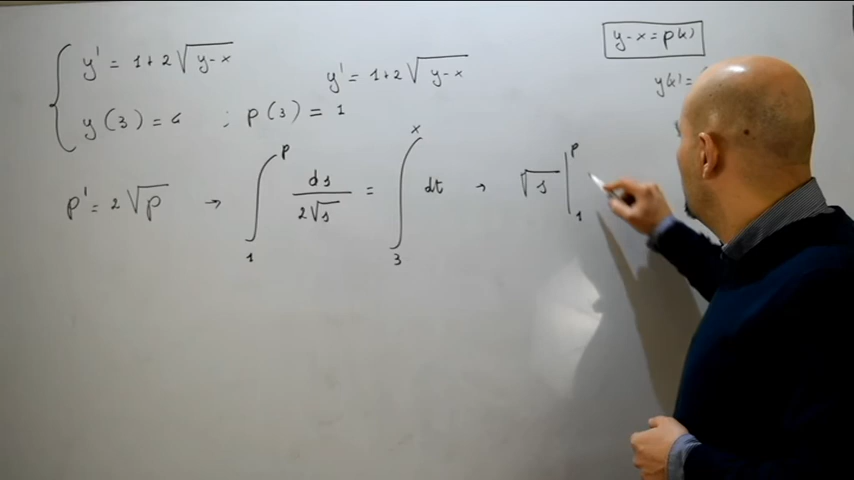 y' = 1+2√(y-x)
y(3) = 4 ; p(3) = 1
y' = 1+2√(y-x)
y-x = p(x)
y(x)' =
p' = 2√p → ∫₁^p ds/(2√s) = ∫₃^x dt → √s |₁^p